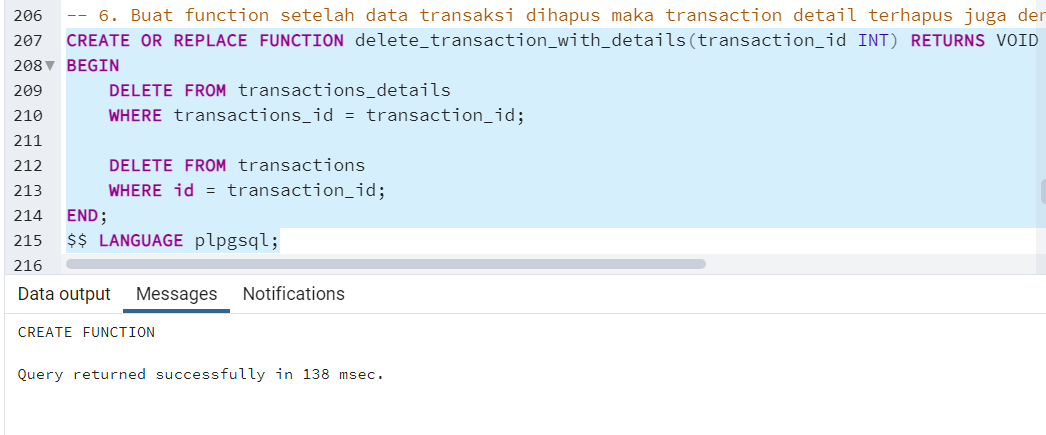 206 -- 6. Buat function setelah data transaksi dihapus maka transaction detail terhapus juga
207 CREATE OR REPLACE FUNCTION delete_transaction_with_details(transaction_id INT) RETURNS VOID
208 BEGIN
209 DELETE FROM transactions_details
210 WHERE transactions_id = transaction_id;
211
212 DELETE FROM transactions
213 WHERE id = transaction_id;
214 END;
215 $$ LANGUAGE plpgsql;
216
Data output Messages Notifications
CREATE FUNCTION
Query returned successfully in 138 msec.